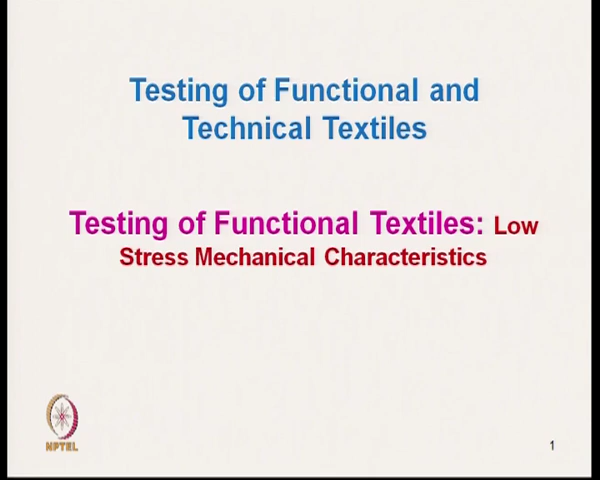 Testing of Functional and
Technical Textiles
Testing of Functional Textiles: Low
Stress Mechanical Characteristics
NPTEL
1